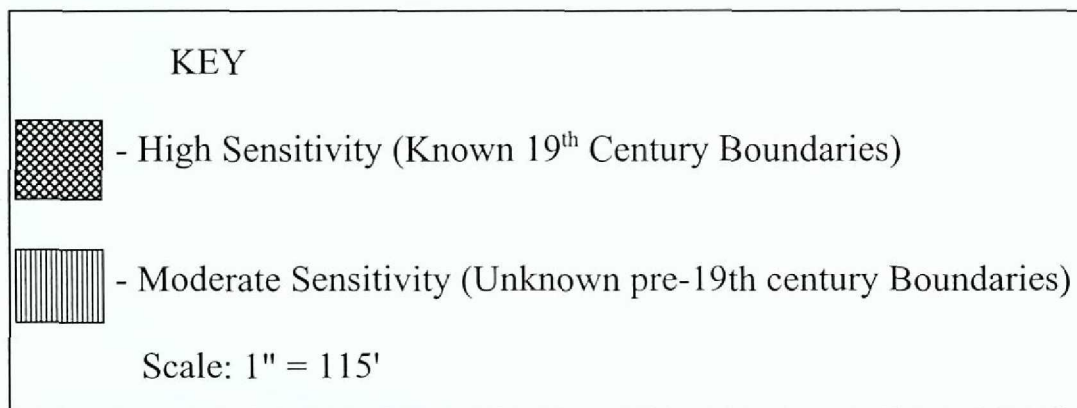 KEY
- High Sensitivity (Known 19th Century Boundaries)
- Moderate Sensitivity (Unknown pre-19th century Boundaries)
Scale: 1" = 115'